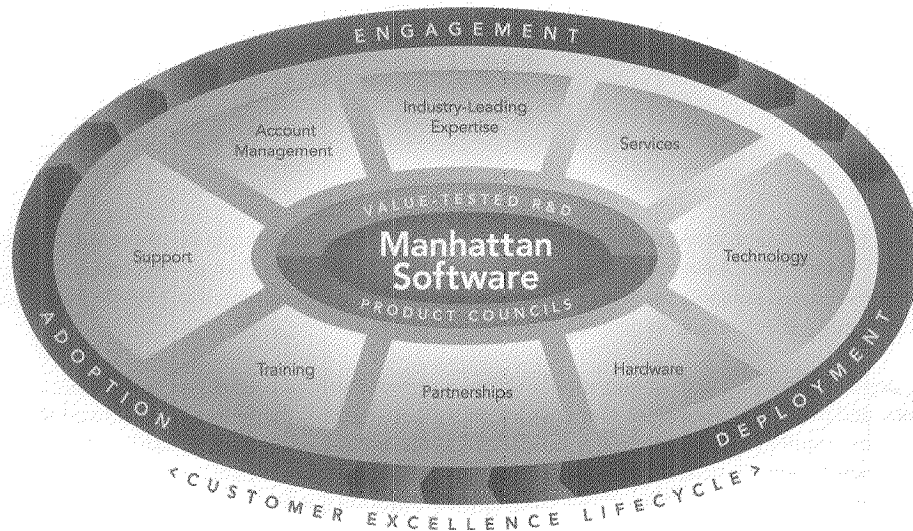 ENGAGEMENT
Industry-Leading
Expertise
Account
Management
Services
VALUE-TESTED R&D
Manhattan
Software
Support
Technology
PRODUCT COUNCILS
Training
Partnerships
Hardware
ADOPTION
DEPLOYMENT
<CUSTOMER EXCELLENCE LIFECYCLE>